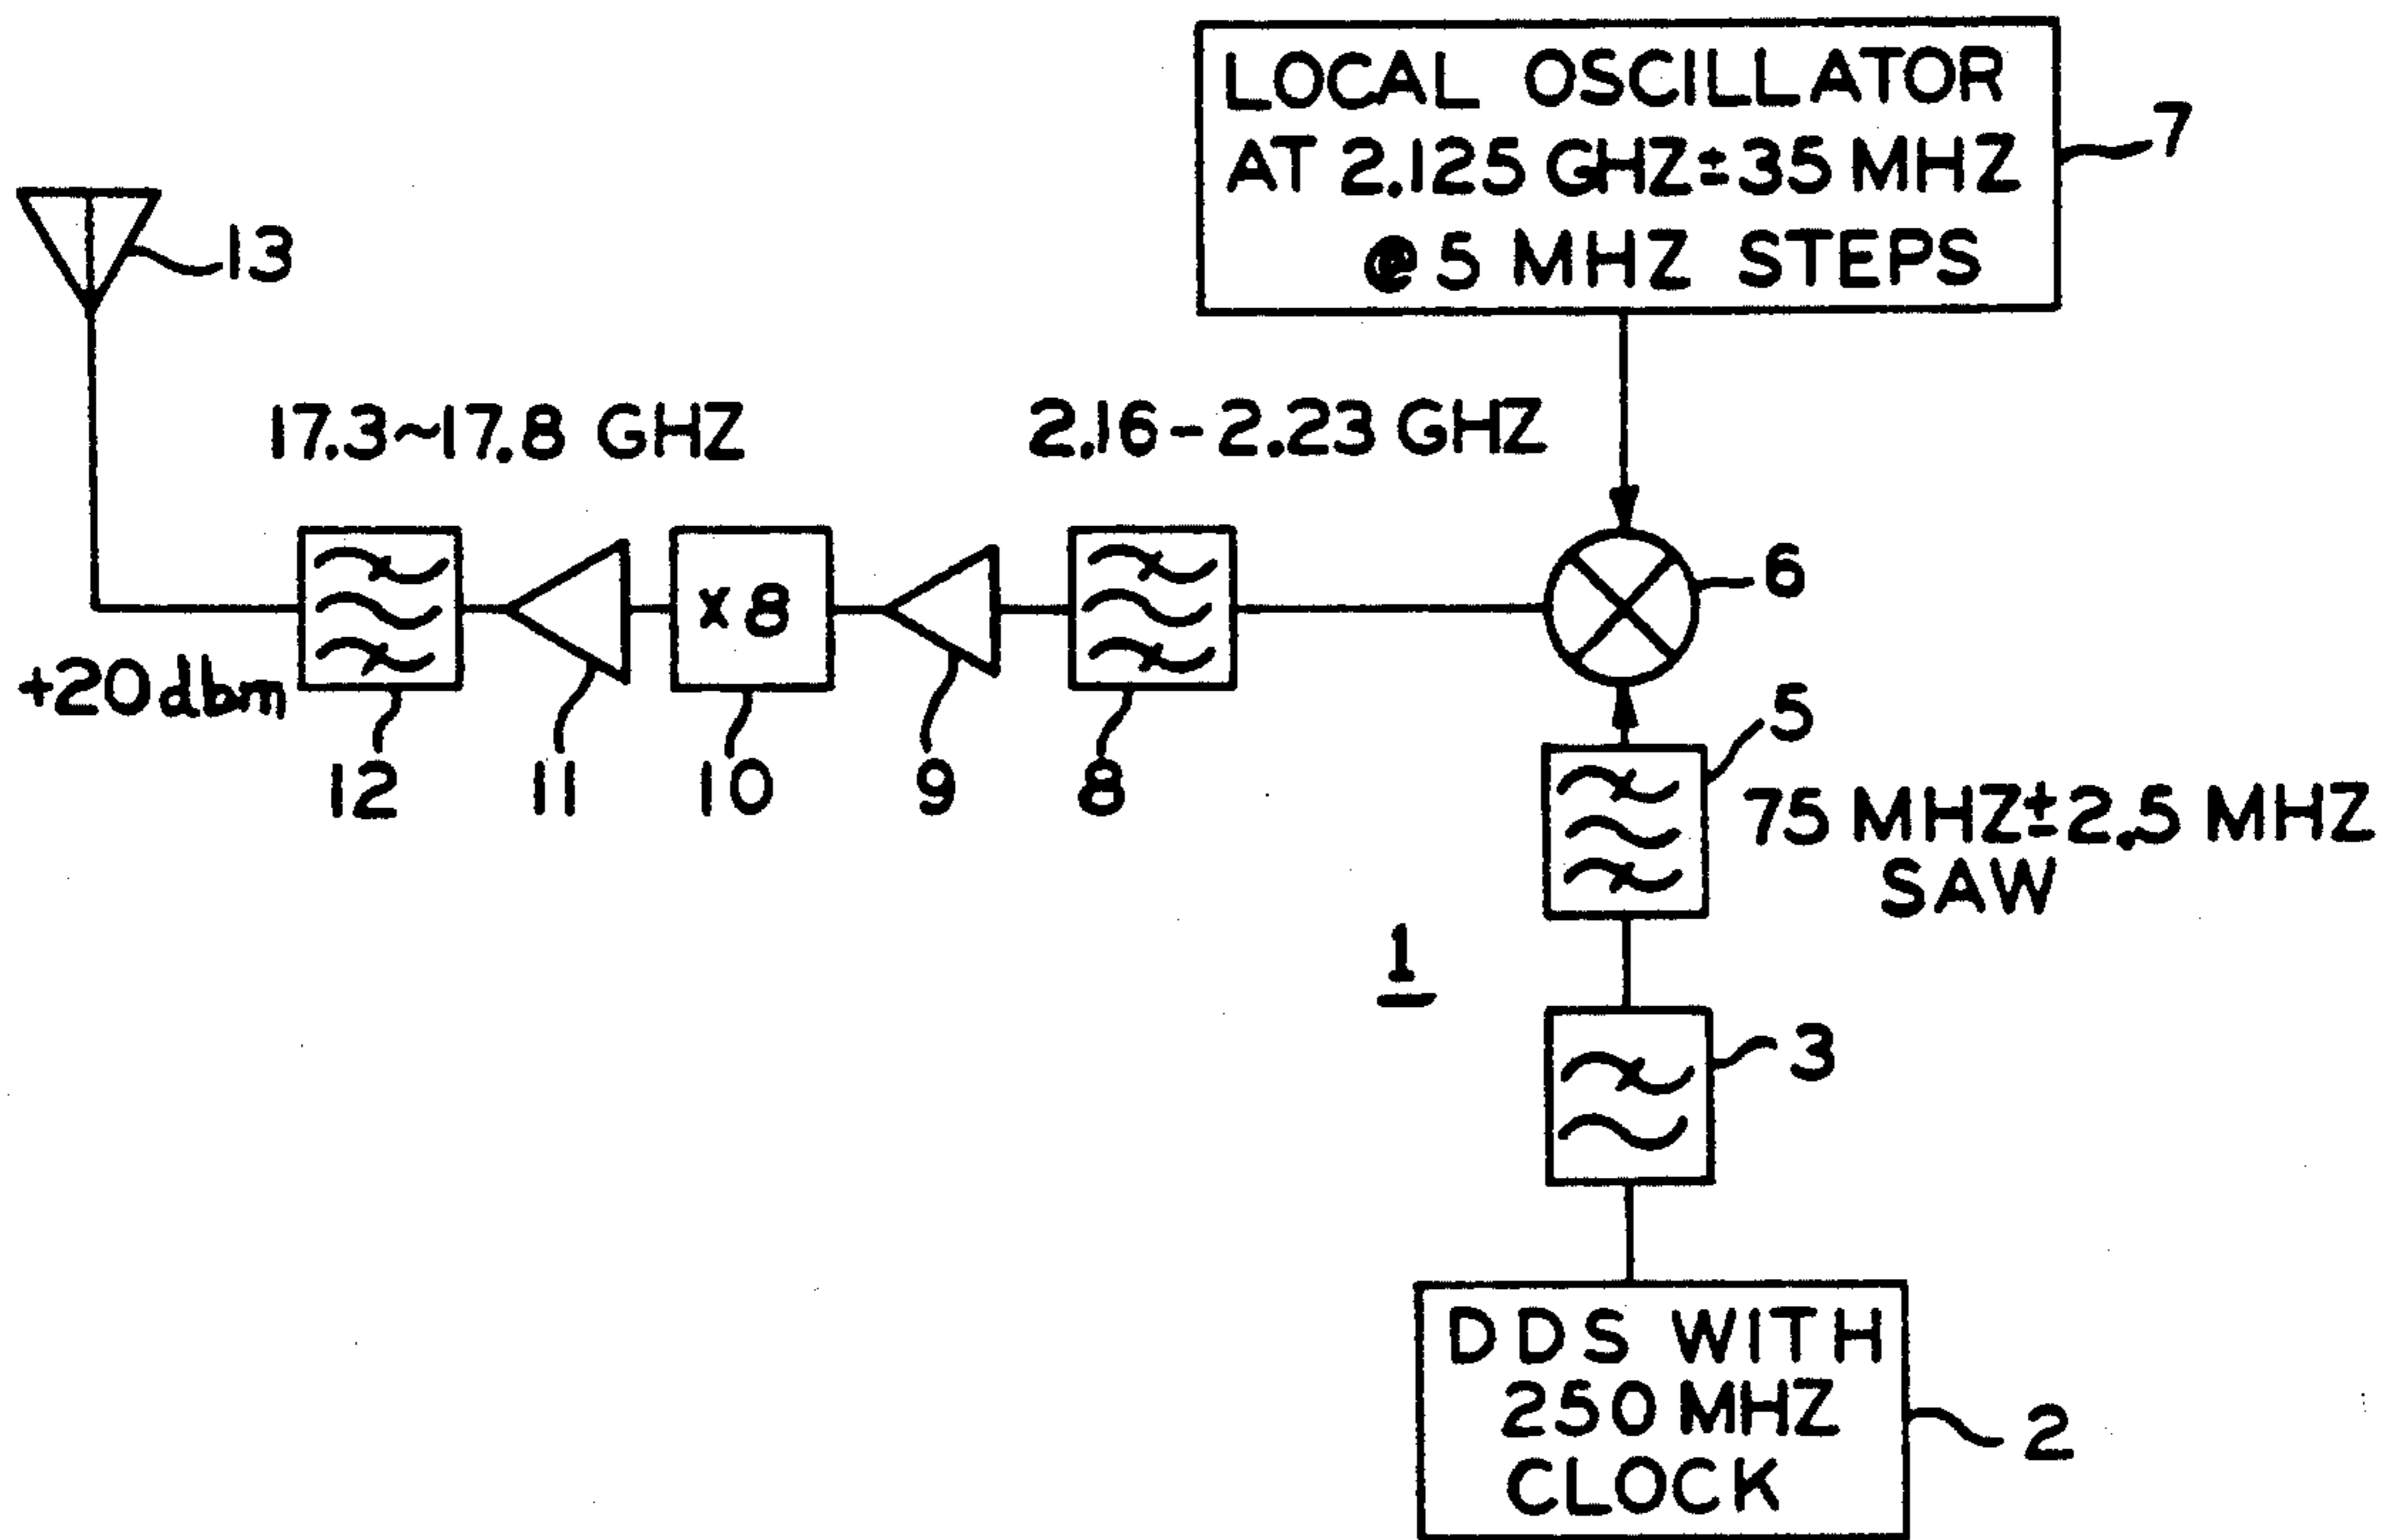 LOCAL OSCILLATOR
AT 2.125 GHZ±35 MHZ
@ 5 MHZ STEPS
7
13
17.3~17.8 GHZ
2.16-2.23 GHZ
6
x8
+20dbm
12
11
10
9
8
5
75 MHZ±2.5 MHZ
SAW
1
3
DDS WITH
250 MHZ
CLOCK
2